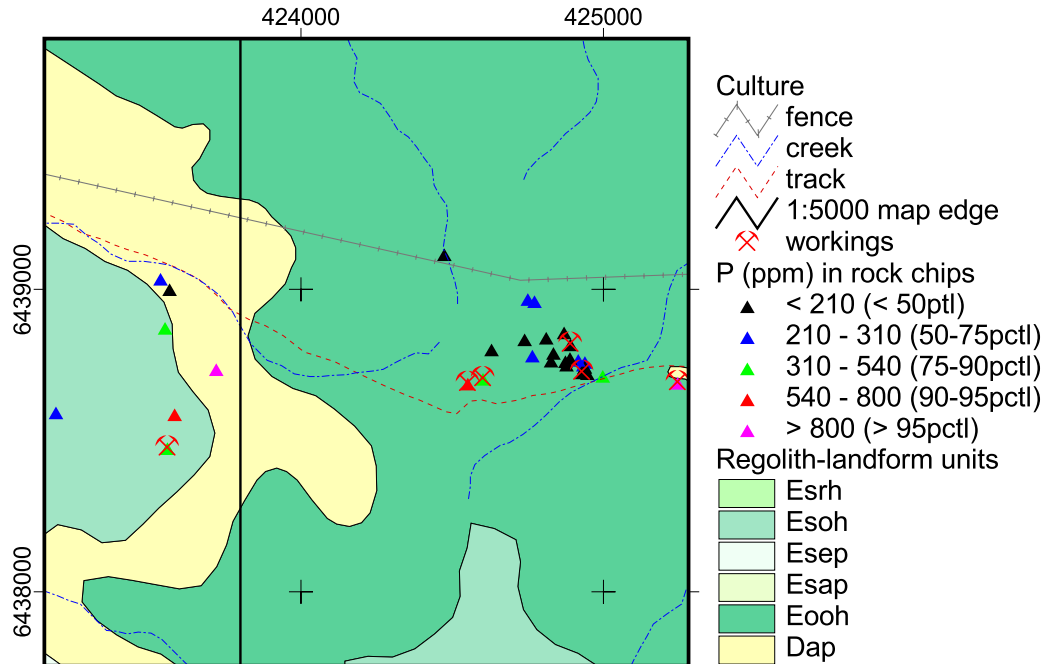 424000 425000
6439000
6438000
Culture
fence
creek
track
1:5000 map edge
workings
P (ppm) in rock chips
< 210 (< 50ptl)
210 - 310 (50-75pctl)
310 - 540 (75-90pctl)
540 - 800 (90-95pctl)
> 800 (> 95pctl)
Regolith-landform units
Esrh
Esoh
Esep
Esap
Eooh
Dap